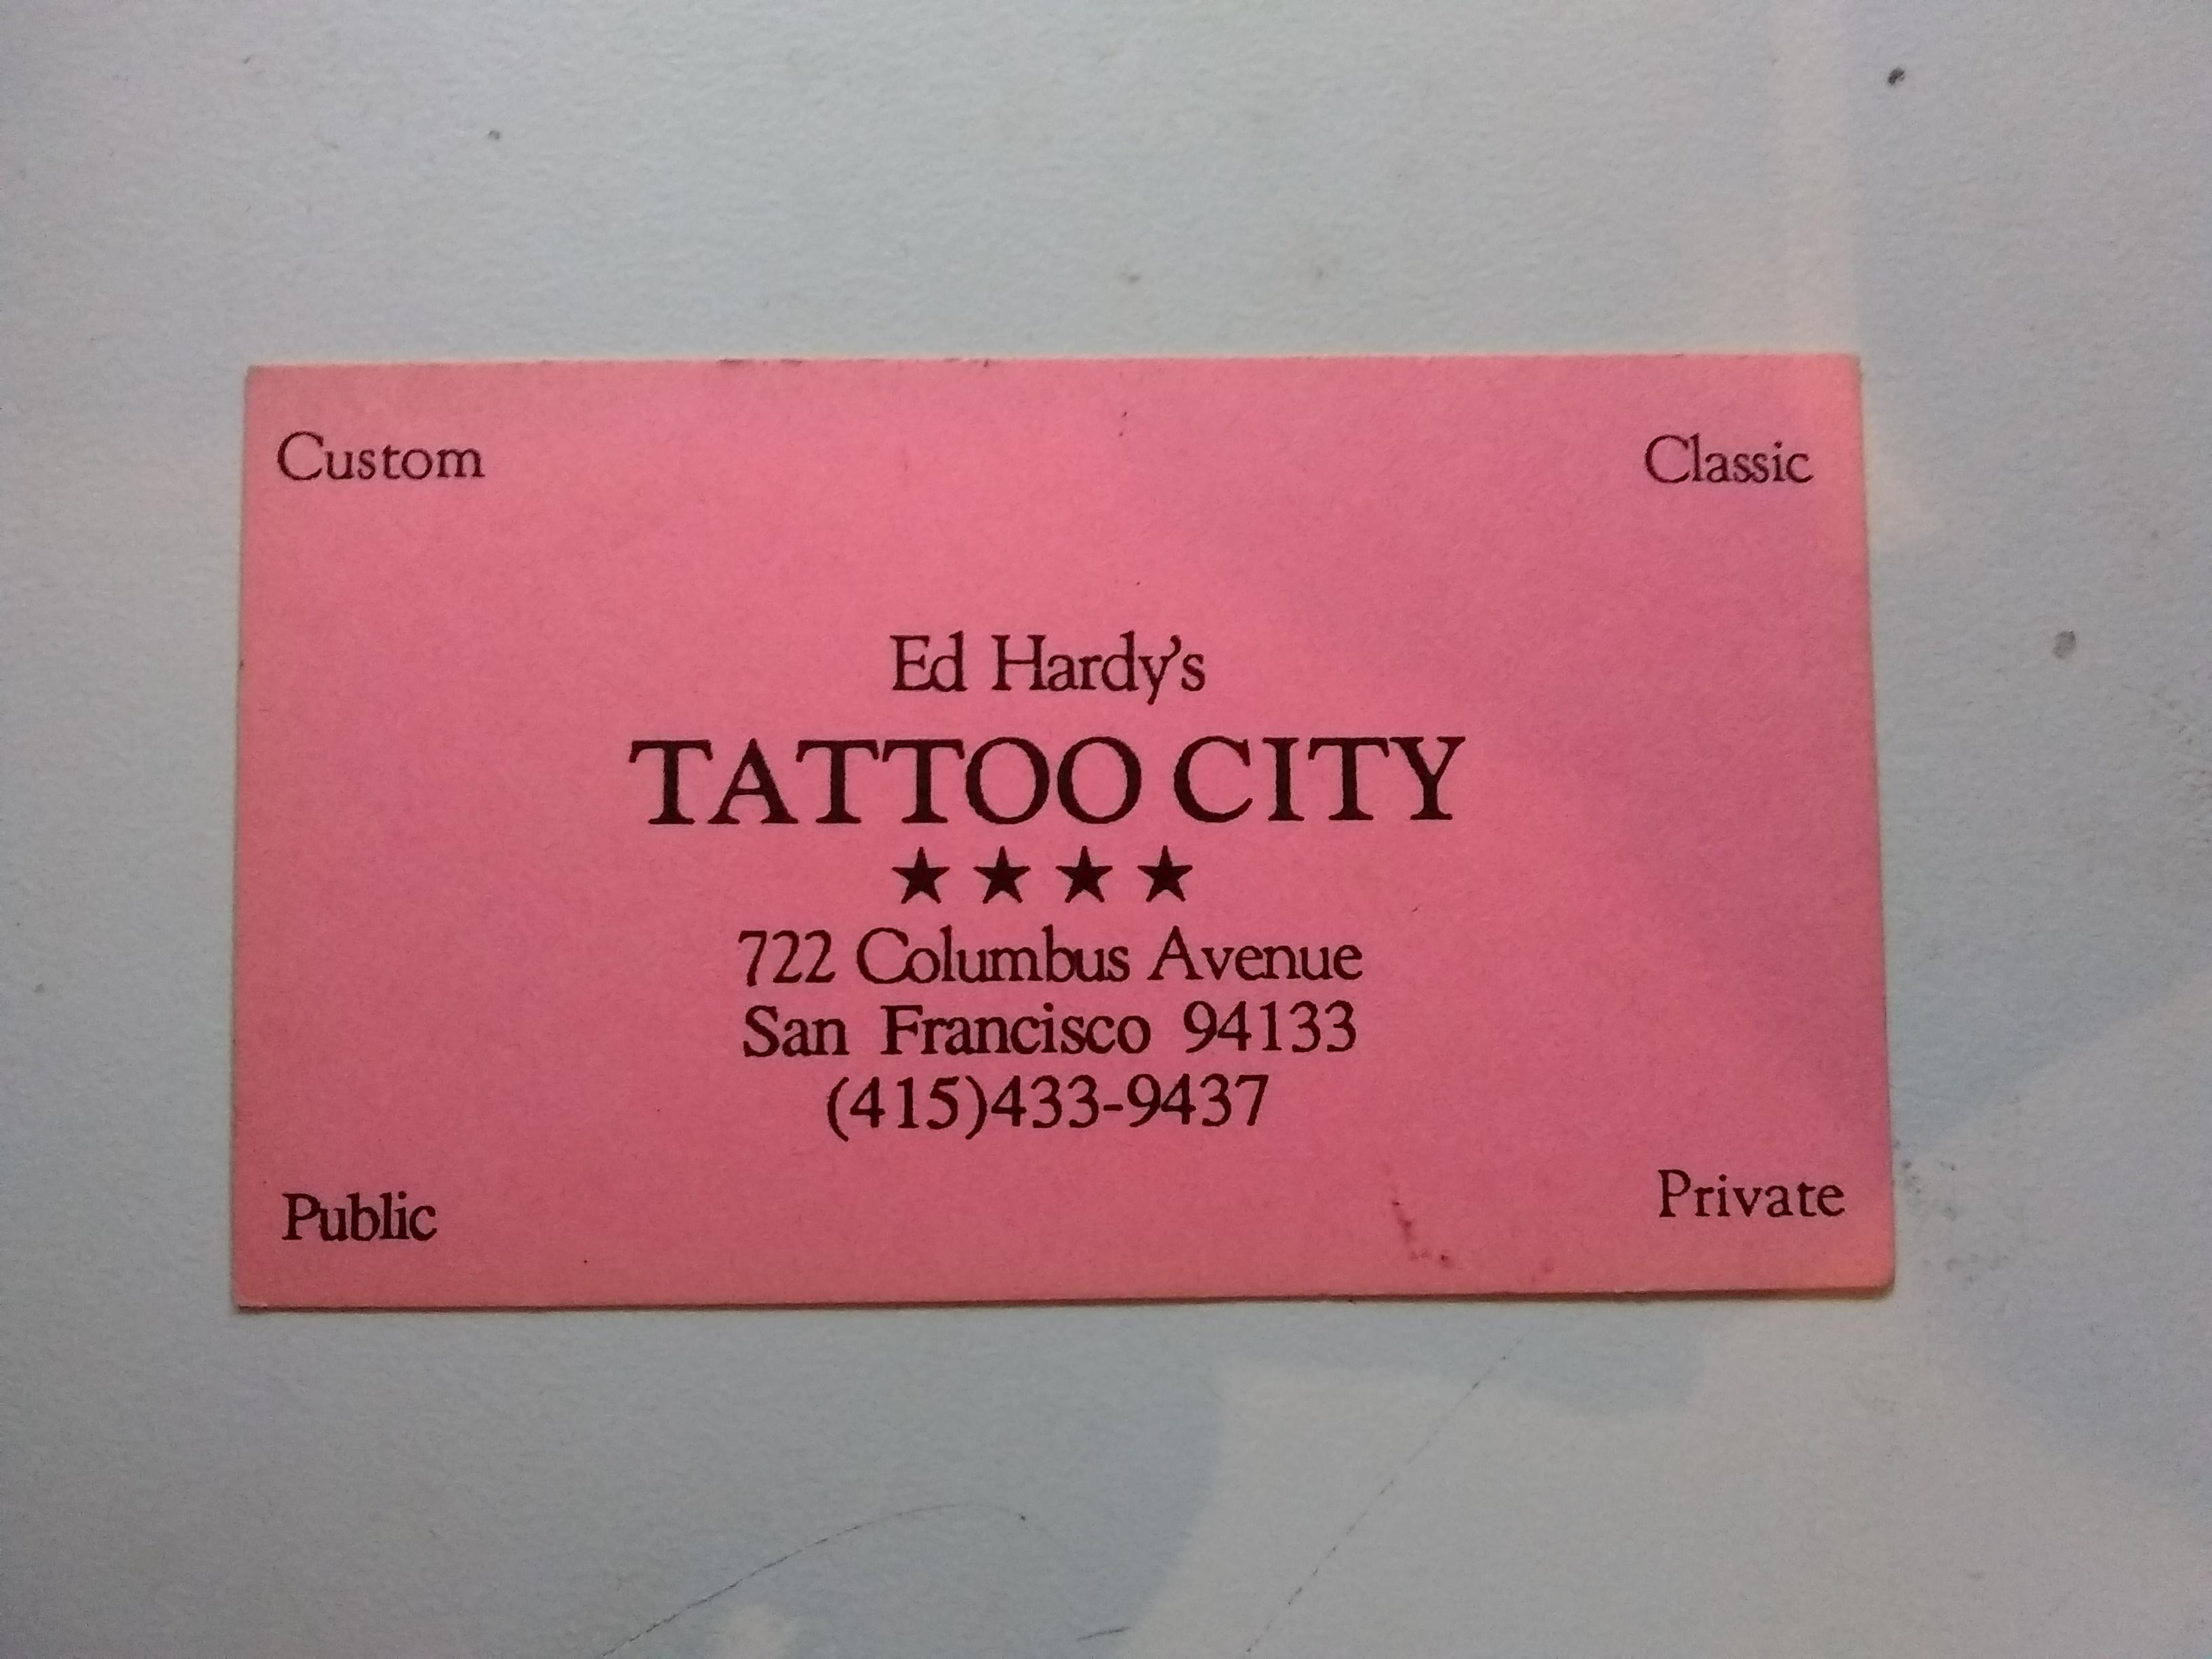 Custom Classic
Ed Hardy's
TATTOO CITY
★ ★ ★ ★
722 Columbus Avenue
San Francisco 94133
(415)433-9437
Public Private